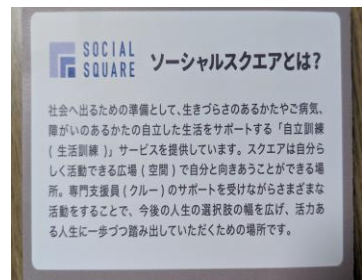 SOCIAL
SQUARE
ソーシャルスクエアとは?
社会へ出るための準備として、生きづらさのあるかたやご病気、
障がいのあるかたの自立した生活をサポートする「自立訓練
(生活訓練)」サービスを提供しています。スクエアは自分ら
しく活動できる広場(空間)で自分と向きあうことができる場
所。専門支援員(クルー)のサポートを受けながらさまざまな
活動をすることで、今後の人生の選択肢の幅を広げ、活力あ
る人生に一歩づつ踏み出していただくための場所です。